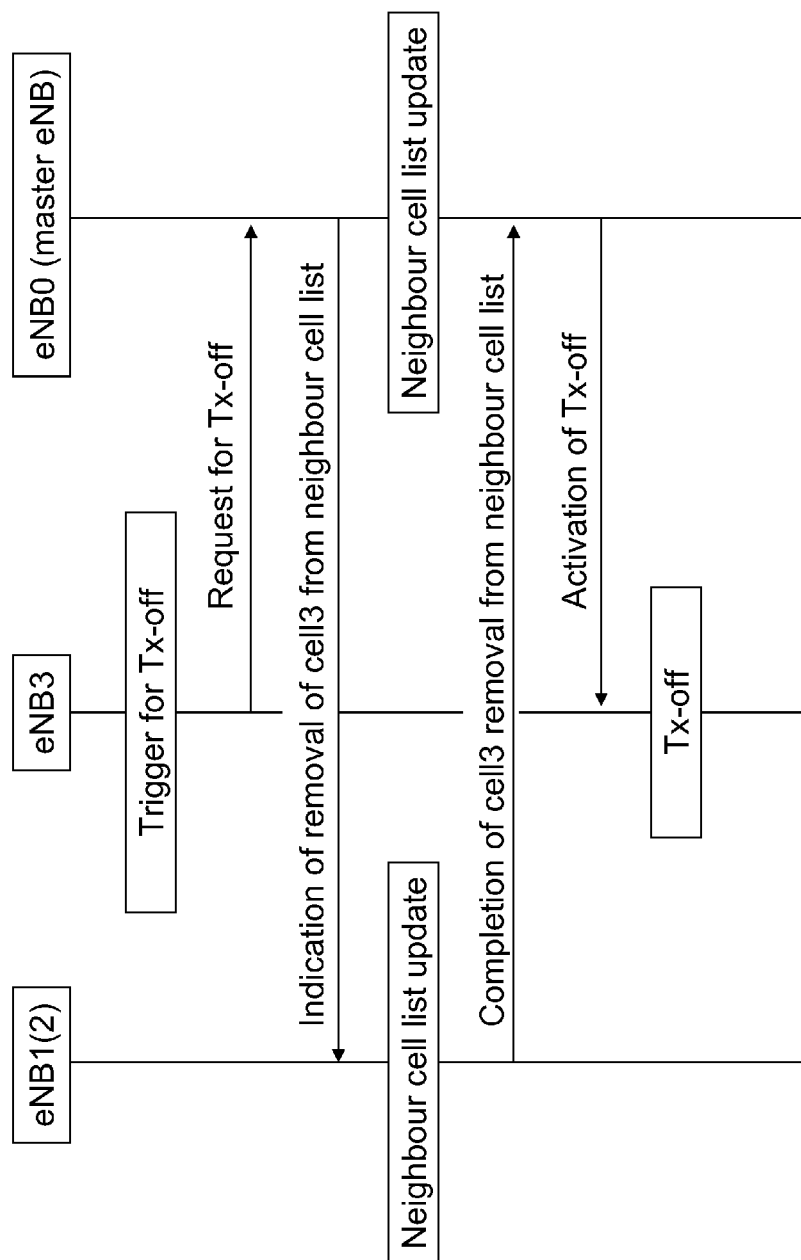 eNB1(2)
eNB3
eNB0 (master eNB)
Trigger for Tx-off
Request for Tx-off
Indication of removal of cell3 from neighbour cell list
Neighbour cell list update
Neighbour cell list update
Completion of cell3 removal from neighbour cell list
Activation of Tx-off
Tx-off